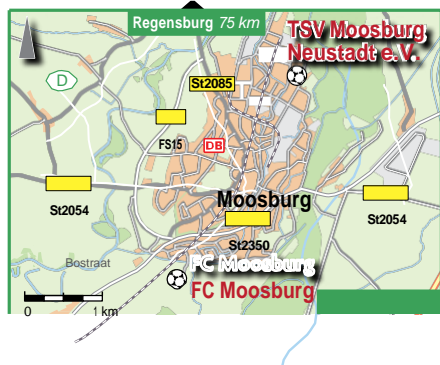 Regensburg 75 km
TSV Moosburg
Neustadt e.V.
D
St2085
FS15
DB
St2054
Moosburg
St2054
St2350
Bostraat
FC Moosburg
FC Moosburg
0 1 km